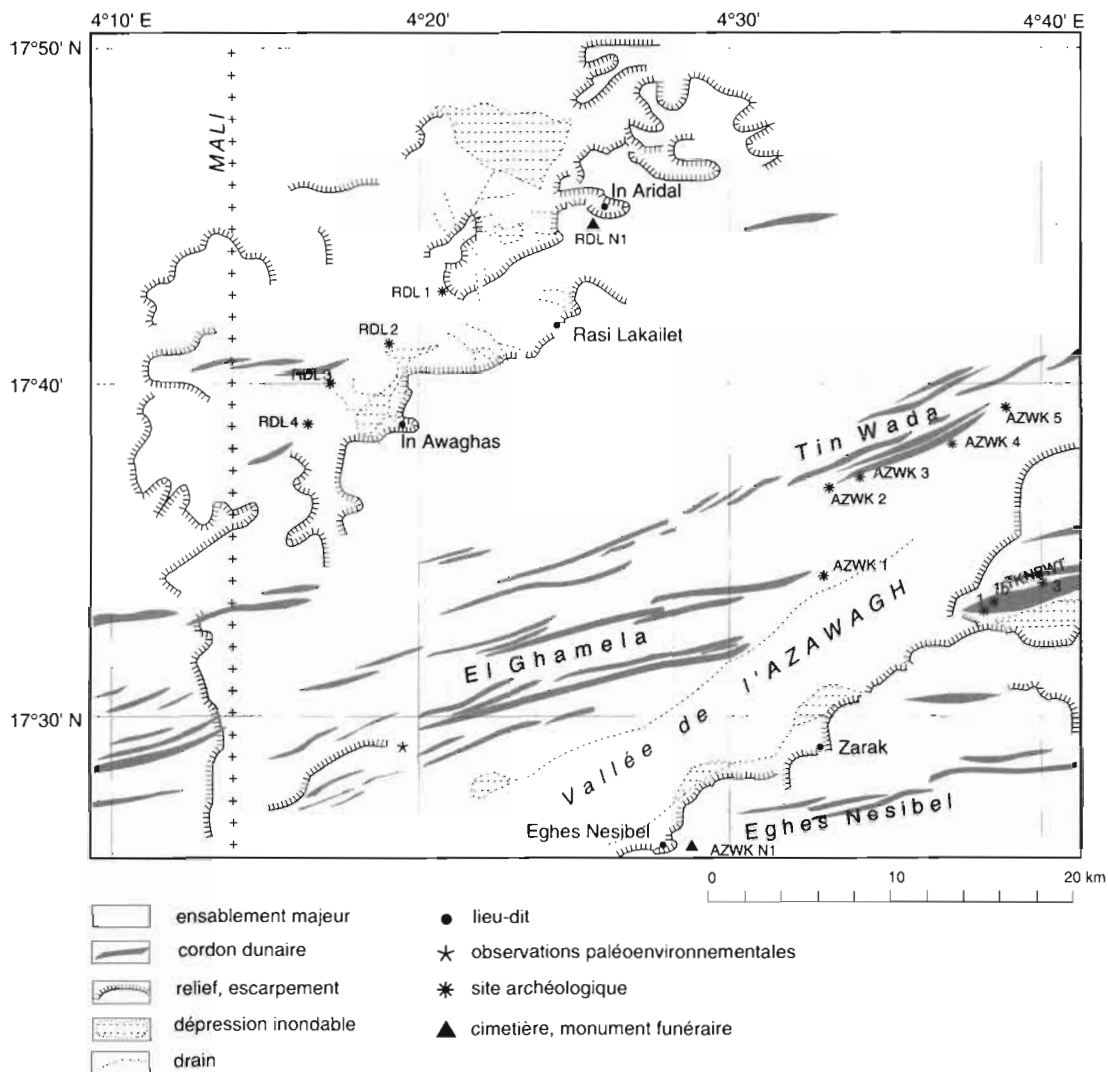 4°10' E
4°20'
4°30'
4°40' E
17°50' N
MALI
In Aridal
RDL N1
RDL 1
Rasi Lakailet
RDL 2
17°40'
RDL 3
RDL 4
In Awaghas
Tin Wada
AZWK 5
AZWK 4
AZWK 3
AZWK 2
AZWK 1
TKNRWT
1
3
El Ghamela
Vallée de l'AZAWAGH
17°30' N
Zarak
Eghes Nesibel
Eghes Nesibel
AZWK N1
0 10 20 km
ensablement majeur
cordon dunaire
relief, escarpement
dépression inondable
drain
lieu-dit
observations paléoenvironnementales
site archéologique
cimetière, monument funéraire